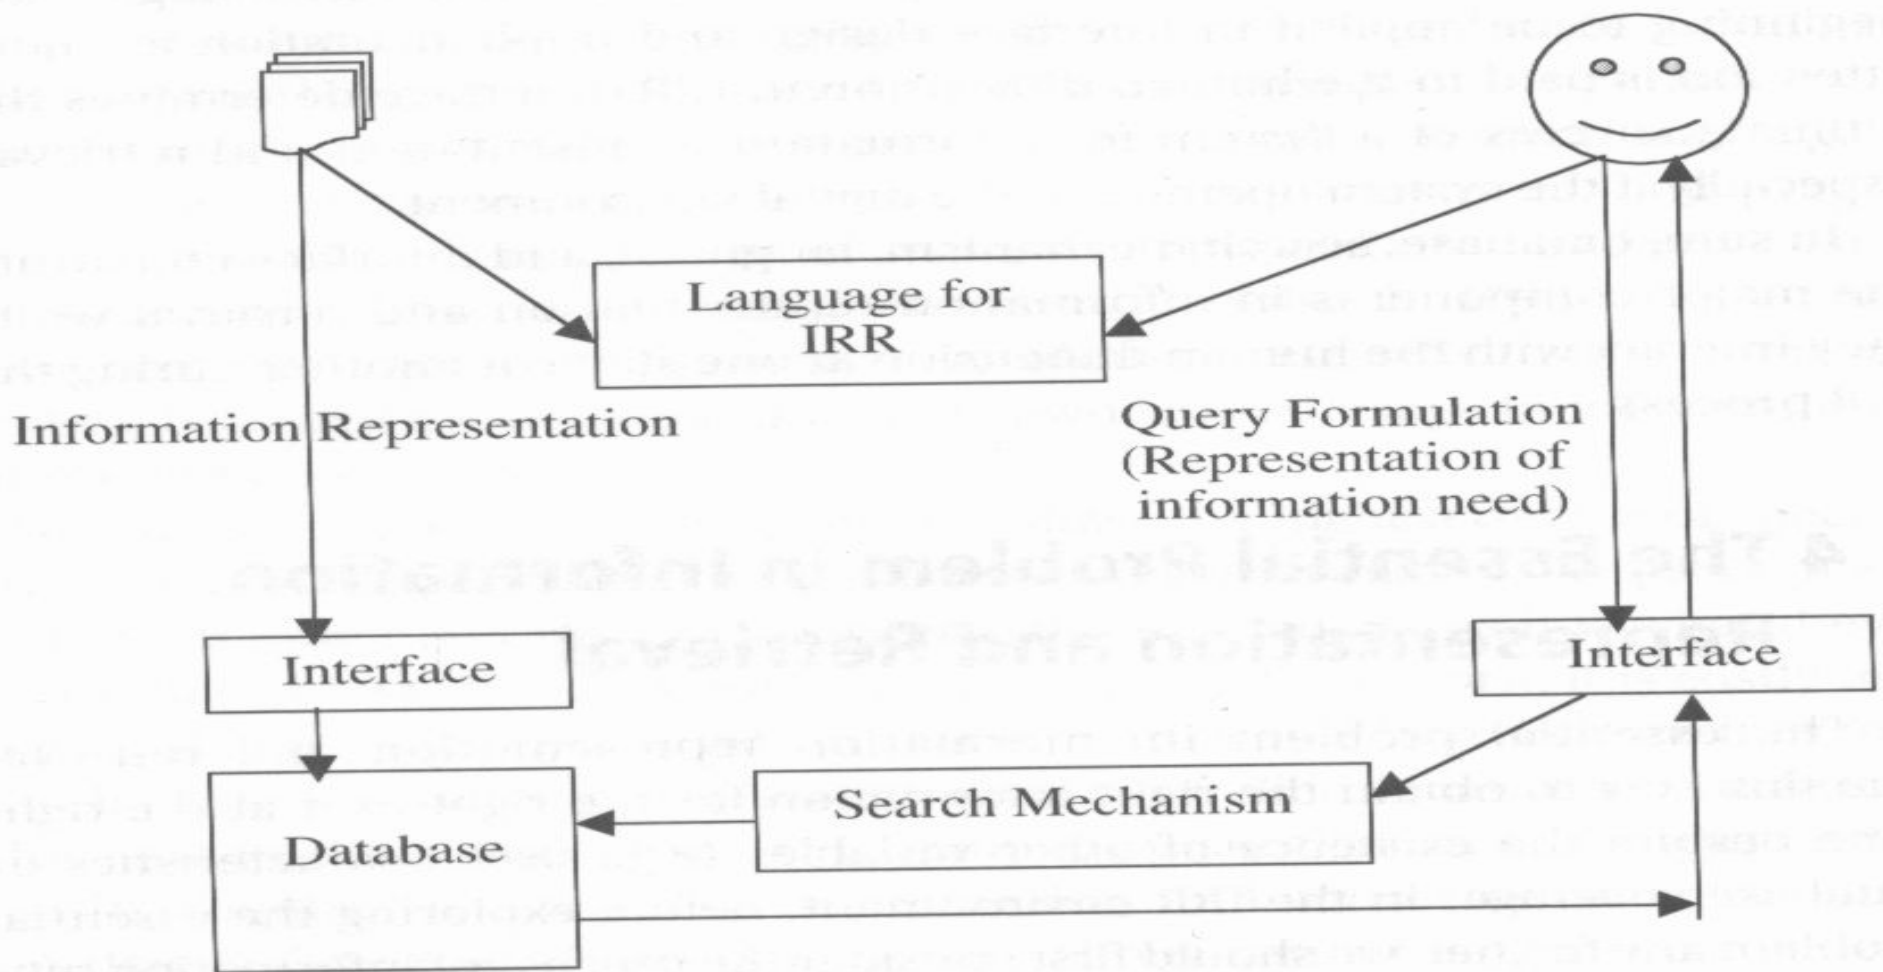 Language for
IRR
Information Representation
Query Formulation
(Representation of
information need)
Interface
Interface
Search Mechanism
Database